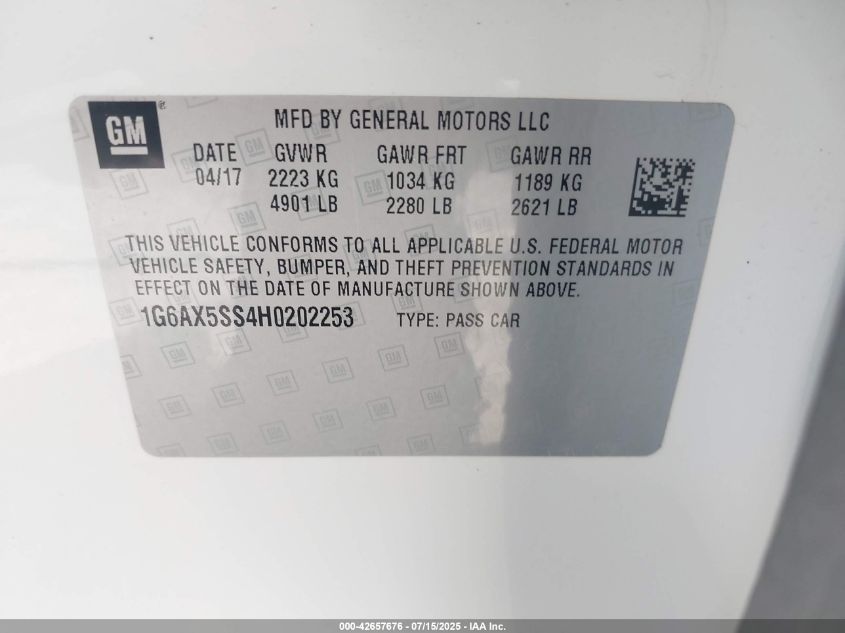 GM
MFD BY GENERAL MOTORS LLC
DATE GVWR GAWR FRT GAWR RR
04/17 2223 KG 1034 KG 1189 KG
4901 LB 2280 LB 2621 LB
THIS VEHICLE CONFORMS TO ALL APPLICABLE U.S. FEDERAL MOTOR
VEHICLE SAFETY, BUMPER, AND THEFT PREVENTION STANDARDS IN
EFFECT ON THE DATE OF MANUFACTURE SHOWN ABOVE.
1G6AX5SS4H0202253 TYPE: PASS CAR
000-42657676 - 07/15/2025 - IAA Inc.